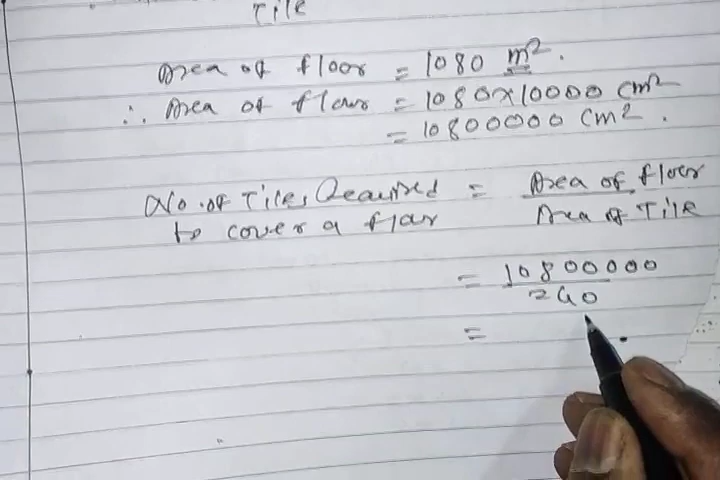 Tile
Area of floor = 1080 m².
∴ Area of floor = 1080×10000 cm²
= 10800000 cm².
No. of Tiles Required = Area of floor
to cover a floor Area of Tile
= 10800000
240
=